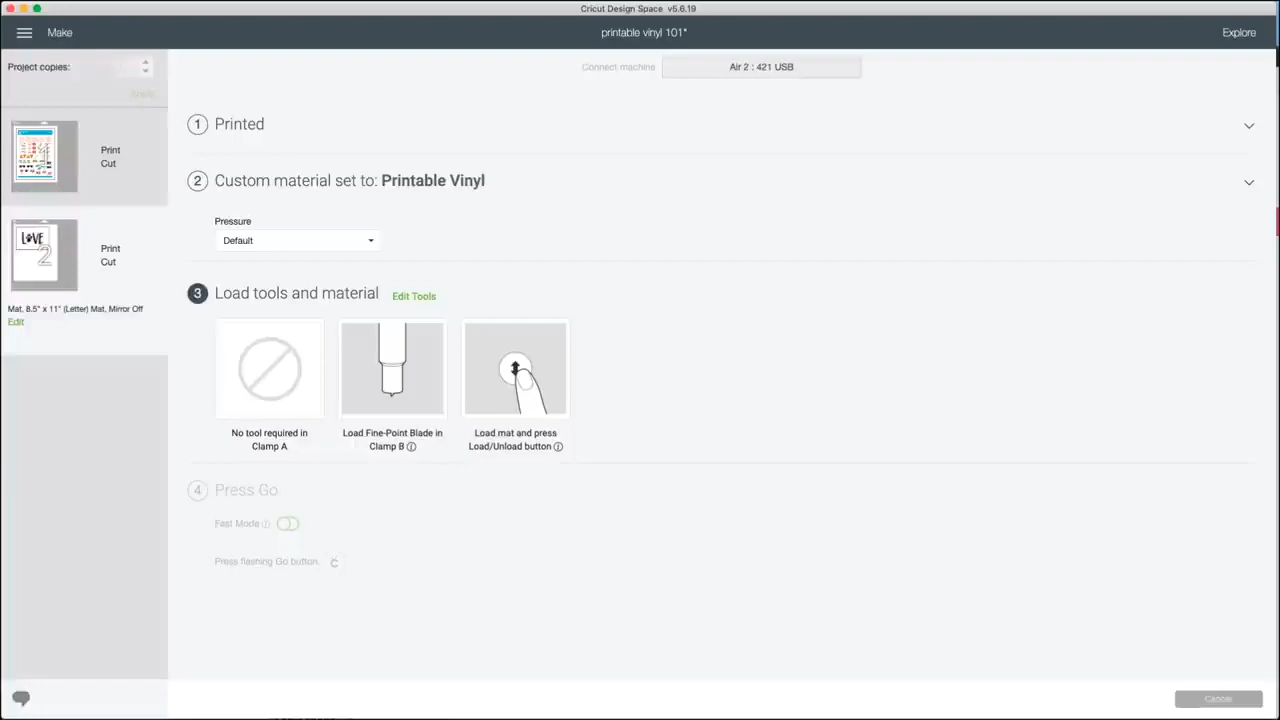 Cricut Design Space v5.6.19
Make
printable vinyl 101*
Explore
Project copies:
Apply
Connect machine
Air 2 : 421 USB
1 Printed
Print
Cut
2 Custom material set to: Printable Vinyl
Pressure
Default
LOVE
2
Print
Cut
Mat, 8.5" x 11" (Letter) Mat, Mirror Off
Edit
3 Load tools and material
Edit Tools
No tool required in
Clamp A
Load Fine-Point Blade in
Clamp B
Load mat and press
Load/Unload button
4 Press Go
Fast Mode
Press flashing Go button.
Cancel